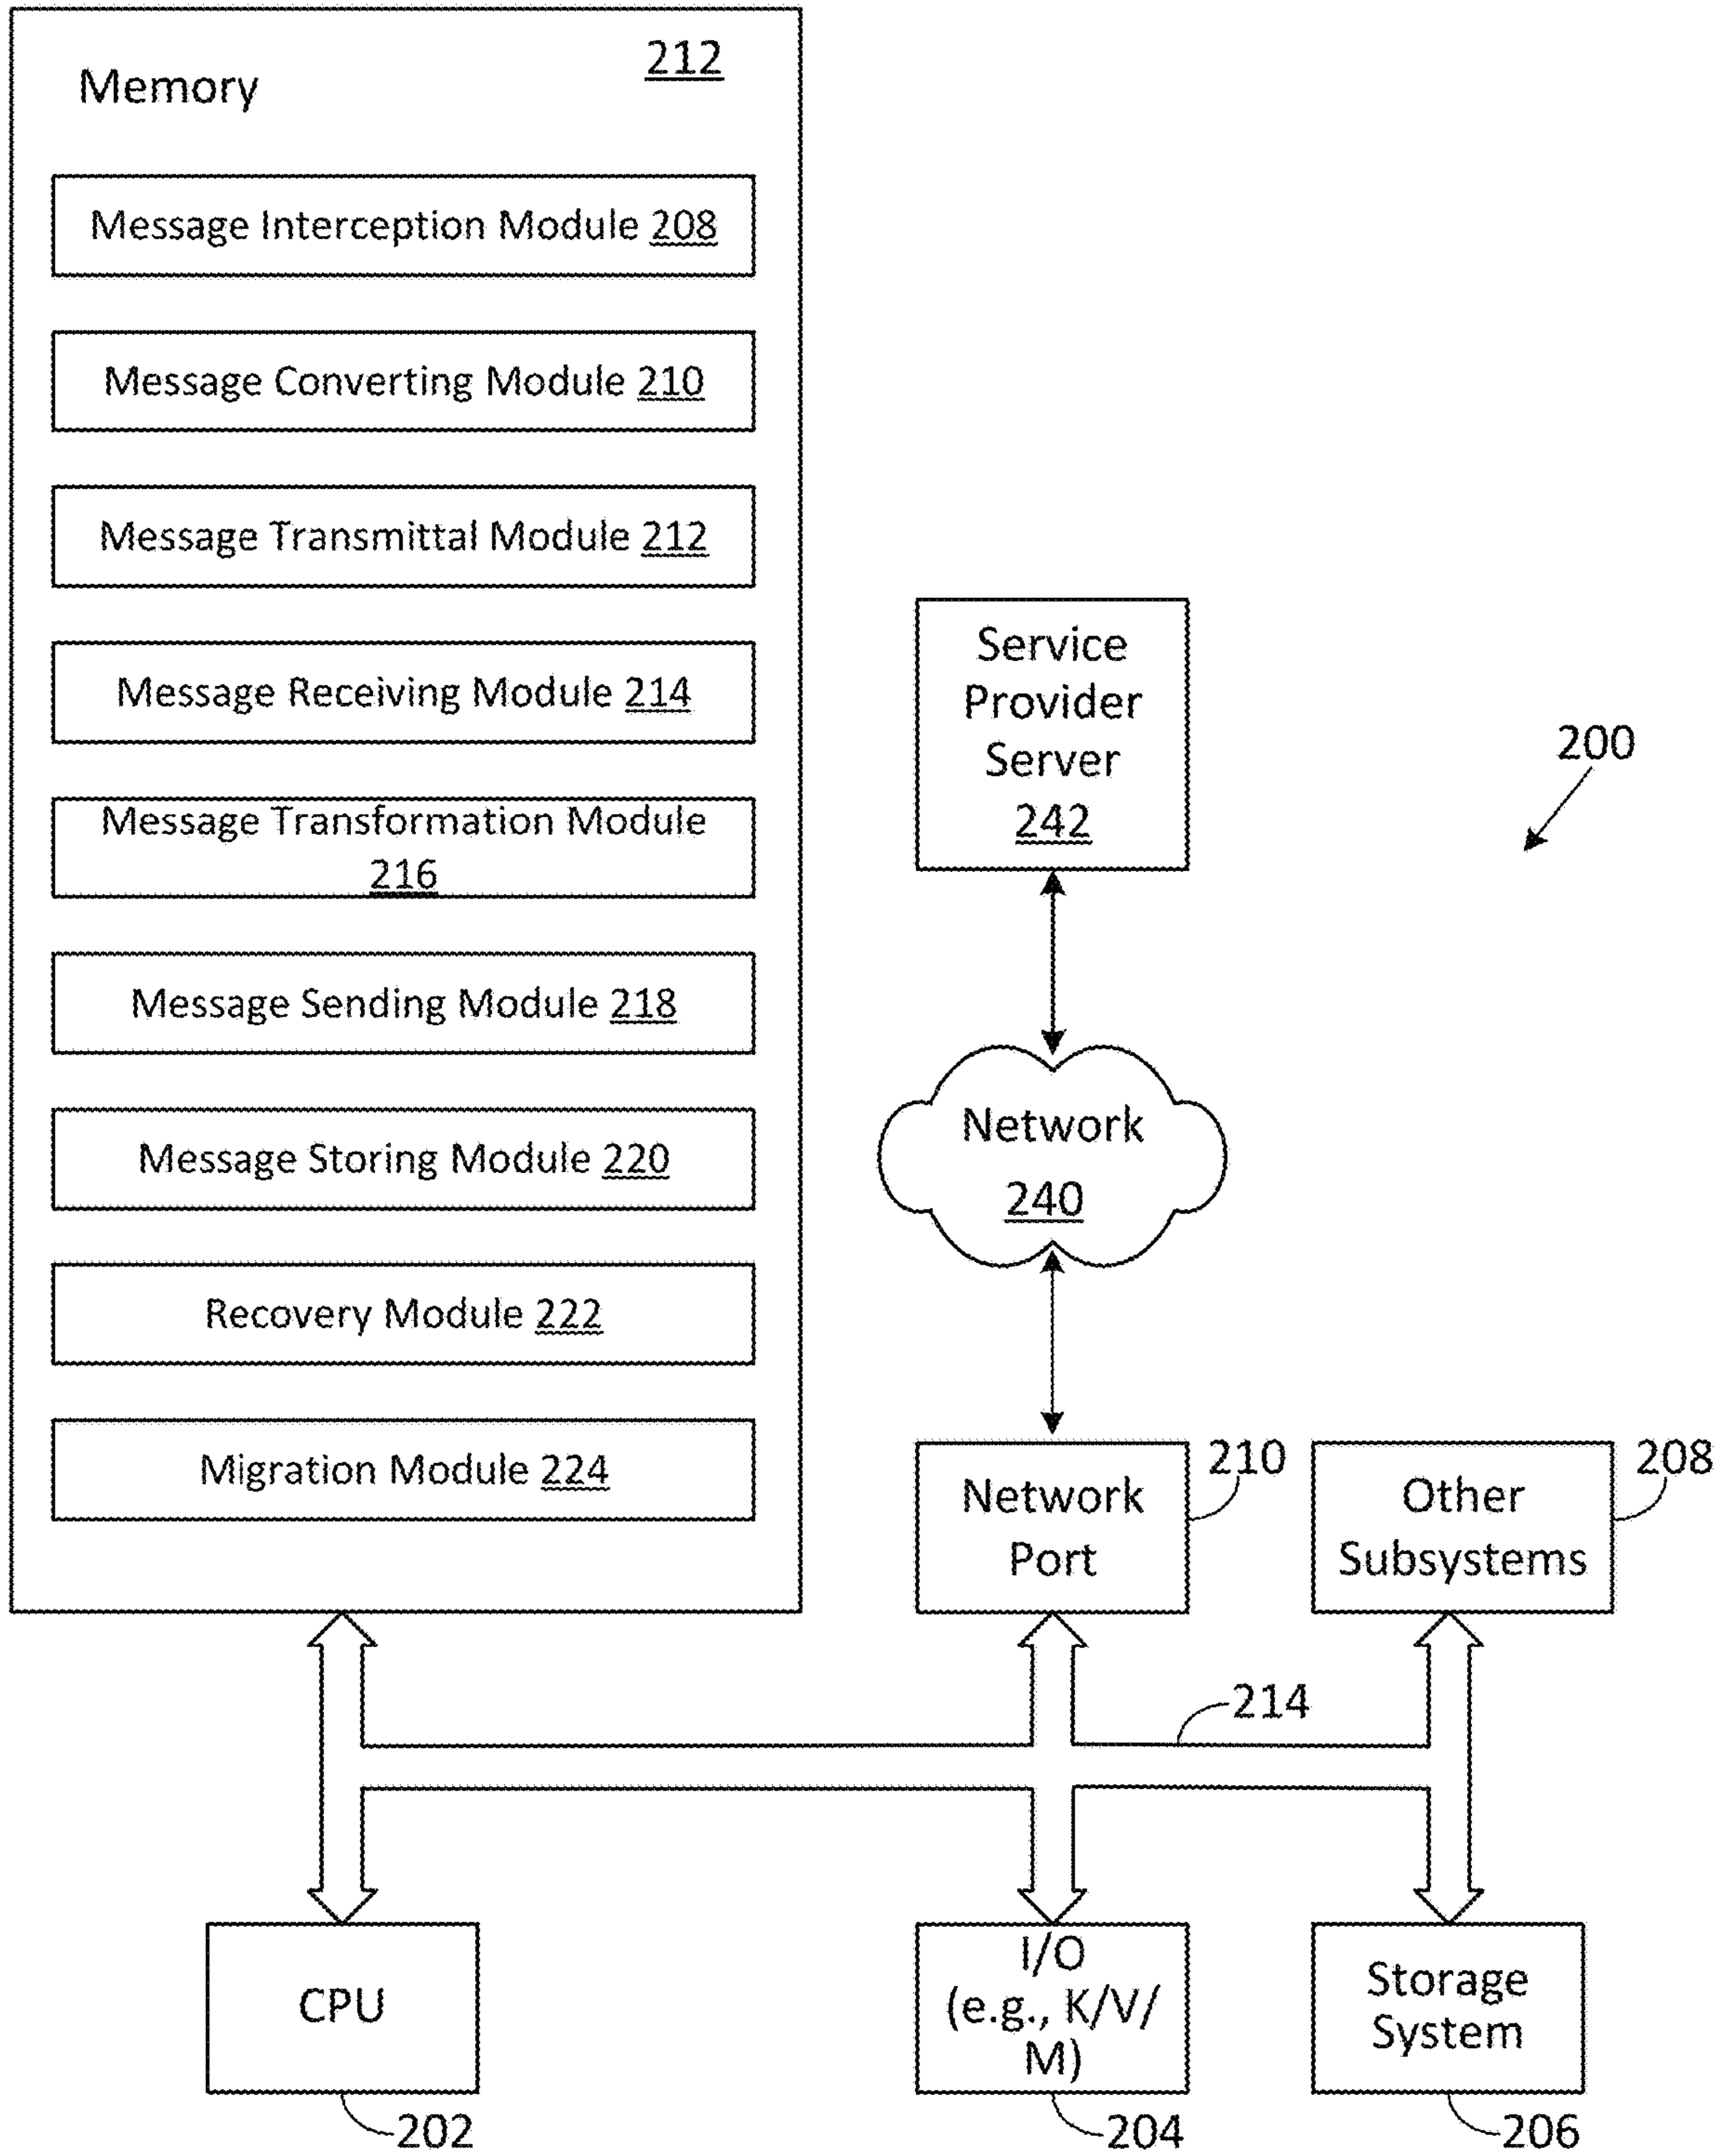 Memory
212
Message Interception Module 208
Message Converting Module 210
Message Transmittal Module 212
Message Receiving Module 214
Message Transformation Module
216
Message Sending Module 218
Message Storing Module 220
Recovery Module 222
Migration Module 224
Service
Provider
Server
242
200
Network
240
Network
Port
210
Other
Subsystems
208
214
CPU
202
I/O
(e.g., K/V/
M)
204
Storage
System
206